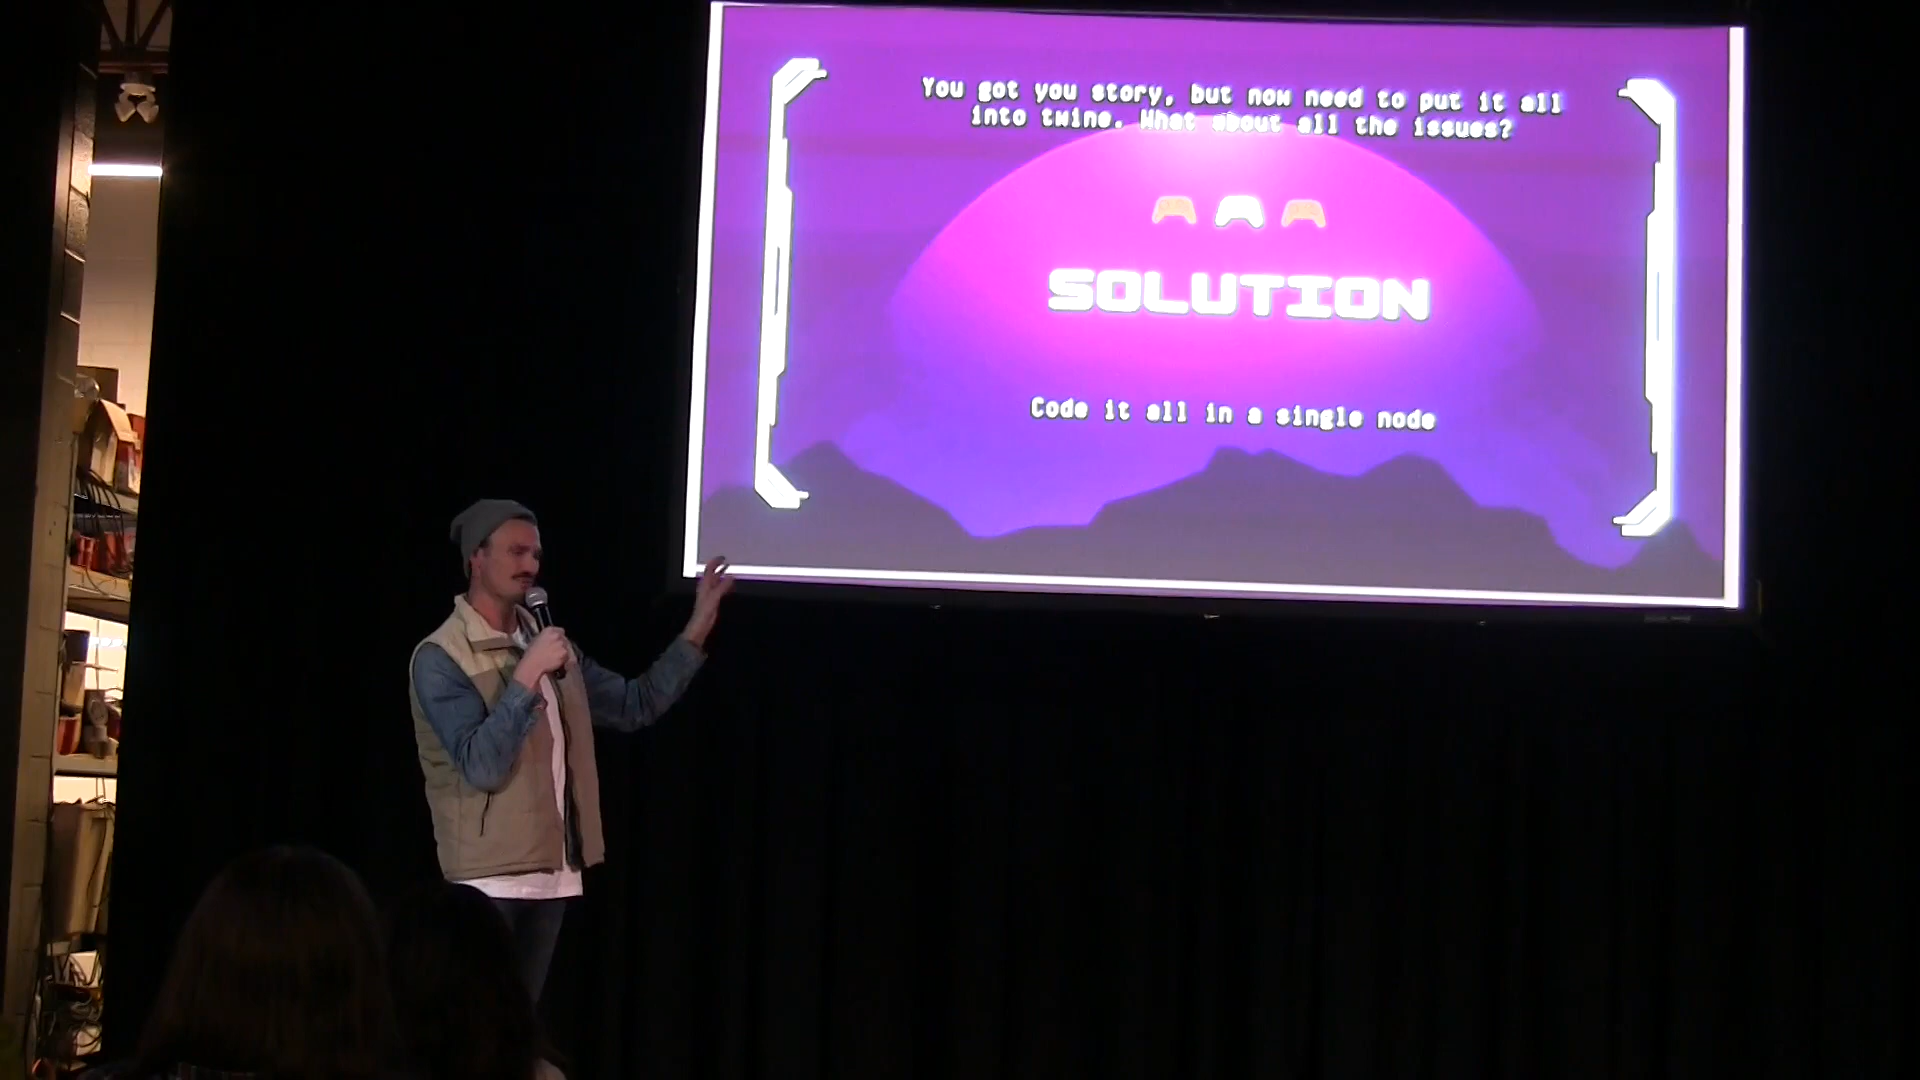 You got you story, but now need to put it all
into twine. What about all the issues?
SOLUTION
Code it all in a single node